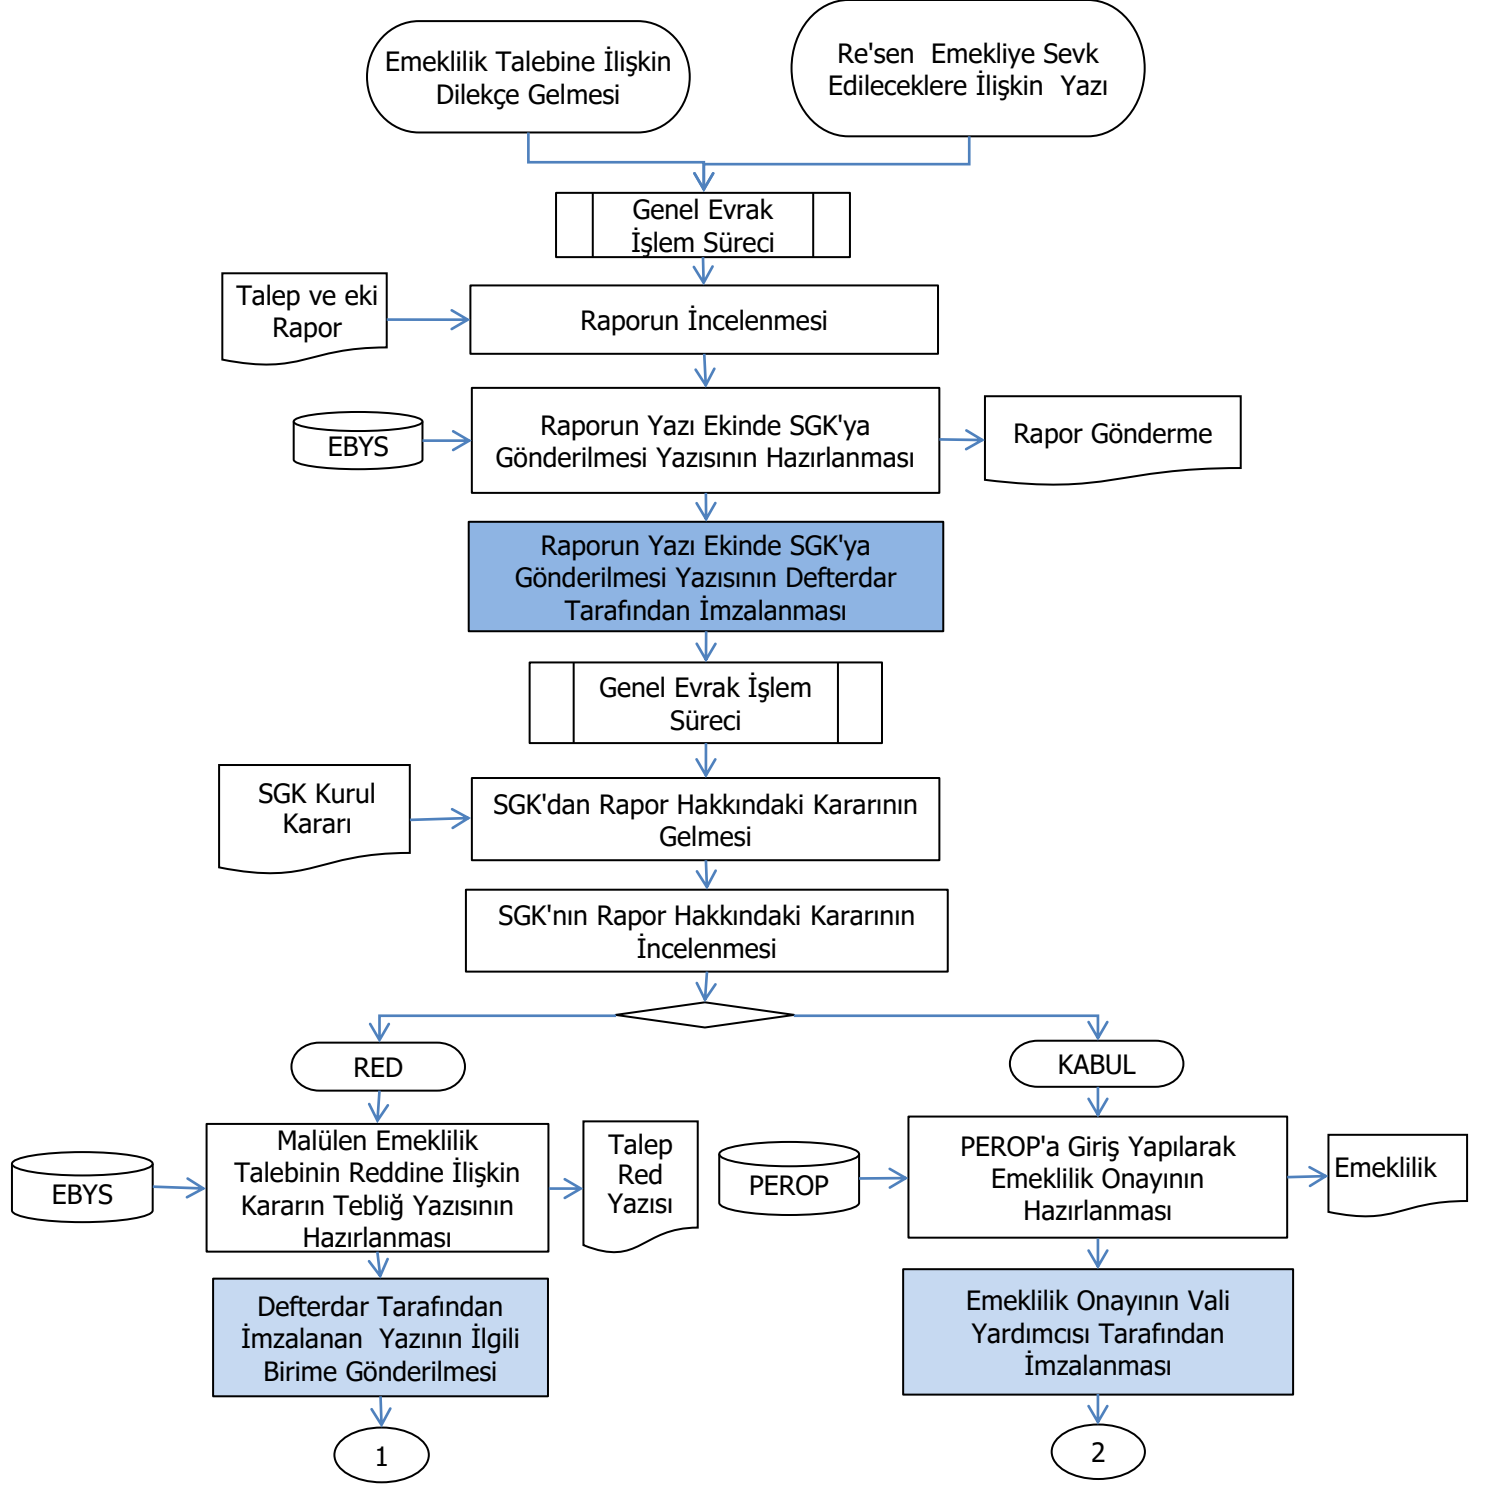 Emeklilik Talebine İlişkin
Dilekçe Gelmesi
Re'sen Emekliye Sevk
Edileceklere İlişkin Yazı
Genel Evrak
İşlem Süreci
Talep ve eki
Rapor
Raporun İncelenmesi
EBYS
Raporun Yazı Ekinde SGK'ya
Gönderilmesi Yazısının Hazırlanması
Rapor Gönderme
Raporun Yazı Ekinde SGK'ya
Gönderilmesi Yazısının Defterdar
Tarafından İmzalanması
Genel Evrak İşlem
Süreci
SGK Kurul
Kararı
SGK'dan Rapor Hakkındaki Kararının
Gelmesi
SGK'nın Rapor Hakkındaki Kararının
İncelenmesi
RED
KABUL
EBYS
Malülen Emeklilik
Talebinin Reddine İlişkin
Kararın Tebliğ Yazısının
Hazırlanması
Talep
Red
Yazısı
PEROP
PEROP'a Giriş Yapılarak
Emeklilik Onayının
Hazırlanması
Emeklilik
Defterdar Tarafından
İmzalanan Yazının İlgili
Birime Gönderilmesi
Emeklilik Onayının Vali
Yardımcısı Tarafından
İmzalanması
1
2